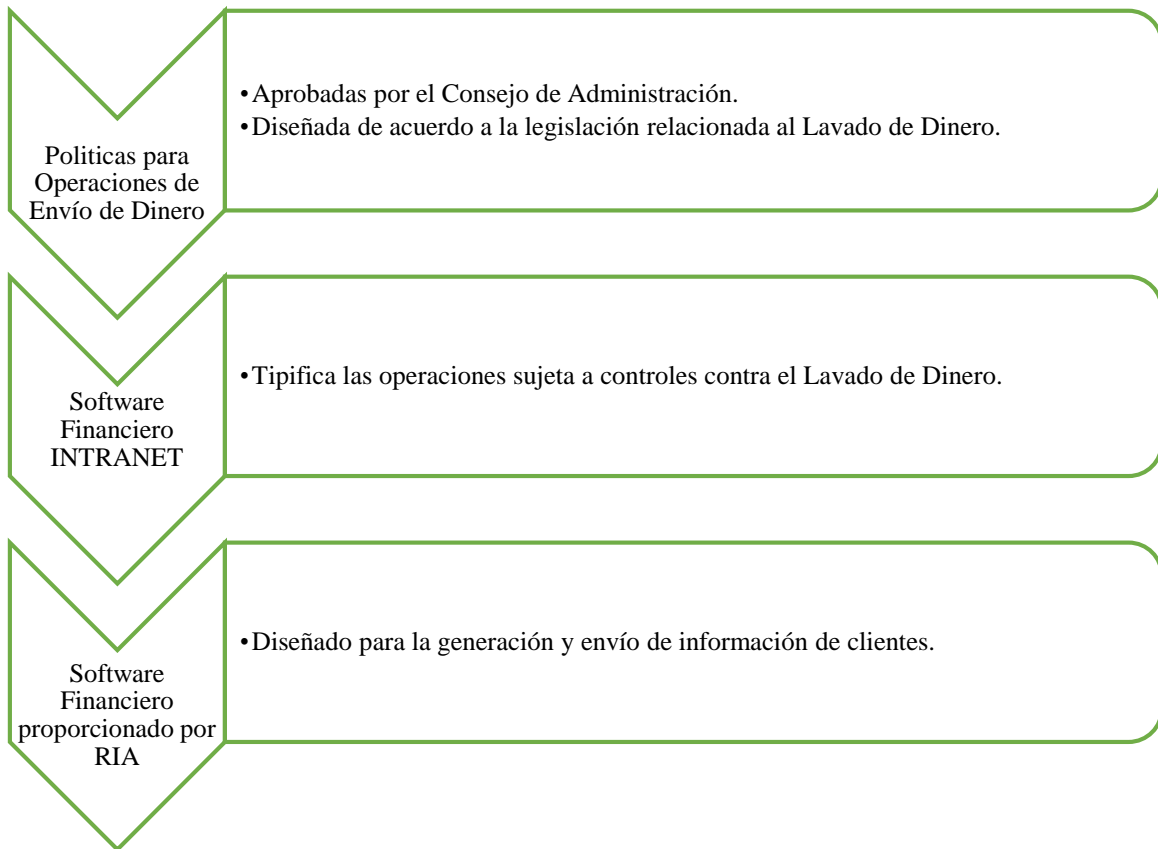 Politicas para
Operaciones de
Envío de Dinero
•Aprobadas por el Consejo de Administración.
•Diseñada de acuerdo a la legislación relacionada al Lavado de Dinero.
Software
Financiero
INTRANET
•Tipifica las operaciones sujeta a controles contra el Lavado de Dinero.
Software
Financiero
proporcionado por
RIA
•Diseñado para la generación y envío de información de clientes.